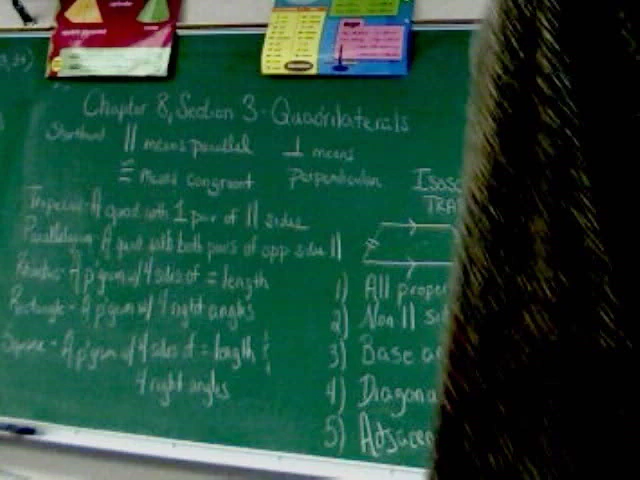 Chapter 8, Section 3 - Quadrilaterals
Shorthand || means parallel ⊥ means
≅ Means congruent perpendicular
Trapezoid - A quad with 1 pair of || sides
Parallelogram A quad with both pairs of opp sides ||
Rhombus - A p'gram w/ 4 sides of = length
Rectangle - A p'gram w/ 4 right angles
Square - A p'gram w/ 4 sides of = length &
4 right angles
Isosc
TRA
1) All proper
2) Non ||
3) Base a
4) Diagona
5) Adjacen